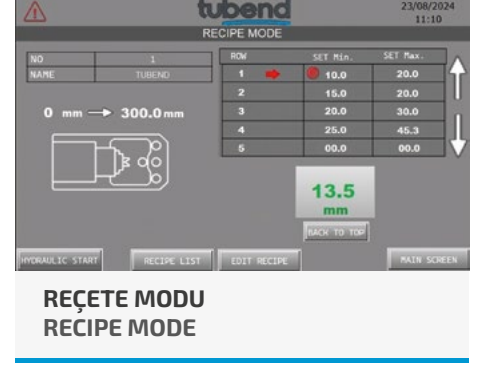 tubend
23/08/2024
11:10
RECIPE MODE
NO 1
NAME TUBEND
ROW SET Min. SET Max.
1 10.0 20.0
2 15.0 20.0
3 20.0 30.0
4 25.0 45.3
5 00.0 00.0
0 mm 300.0 mm
13.5
mm
BACK TO TOP
HYDRAULIC START RECIPE LIST EDIT RECIPE MAIN SCREEN
REÇETE MODU
RECIPE MODE